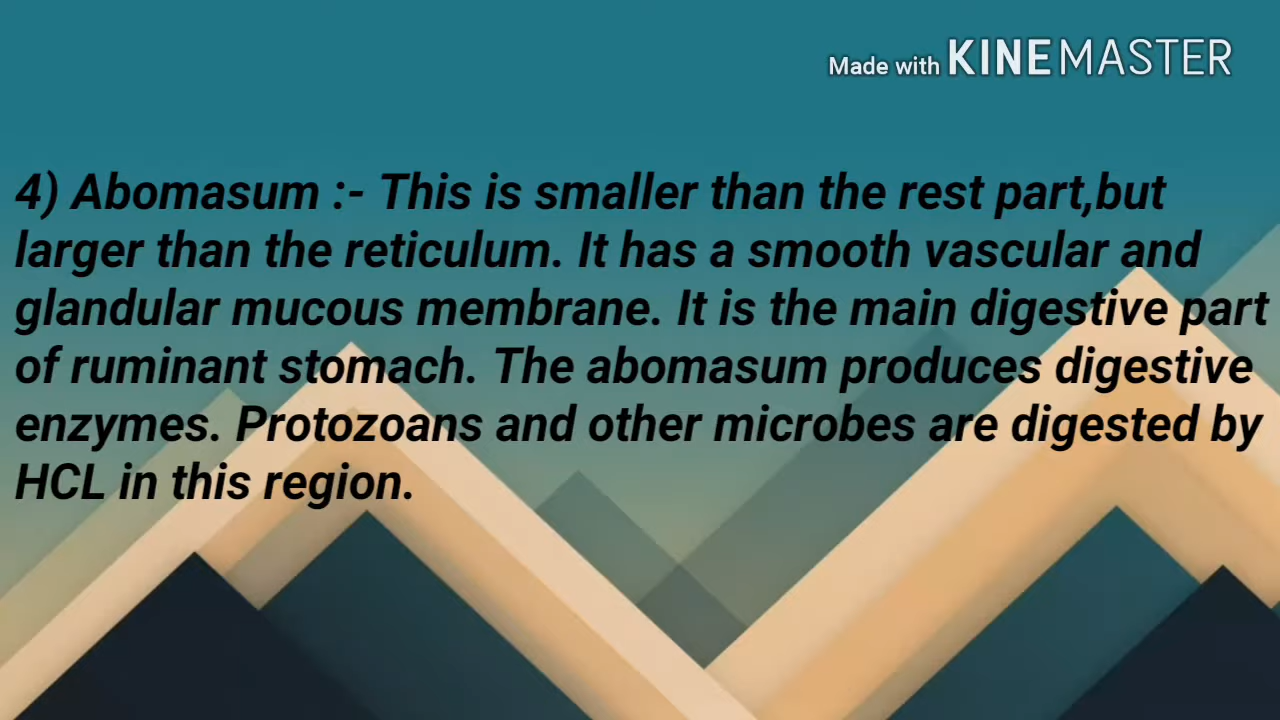 Made with KINEMASTER
4) Abomasum :- This is smaller than the rest part,but
larger than the reticulum. It has a smooth vascular and
glandular mucous membrane. It is the main digestive part
of ruminant stomach. The abomasum produces digestive
enzymes. Protozoans and other microbes are digested by
HCL in this region.